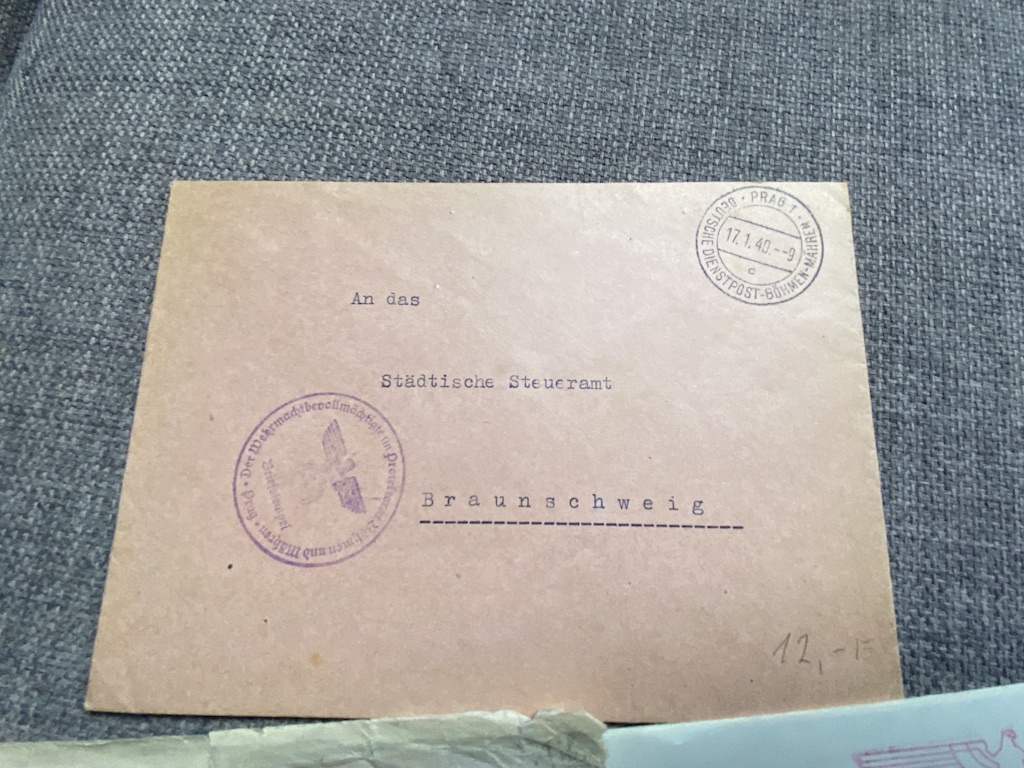 PRAG 1
17.1.40.--9
c
DEUTSCHE DIENSTPOST-BÖHMEN-MÄHREN
An das
Städtische Steueramt
Der Wehrmachtbevollmächtigte im Protektorat Böhmen und Mähren
Briefstempel
Braunschweig
12,-